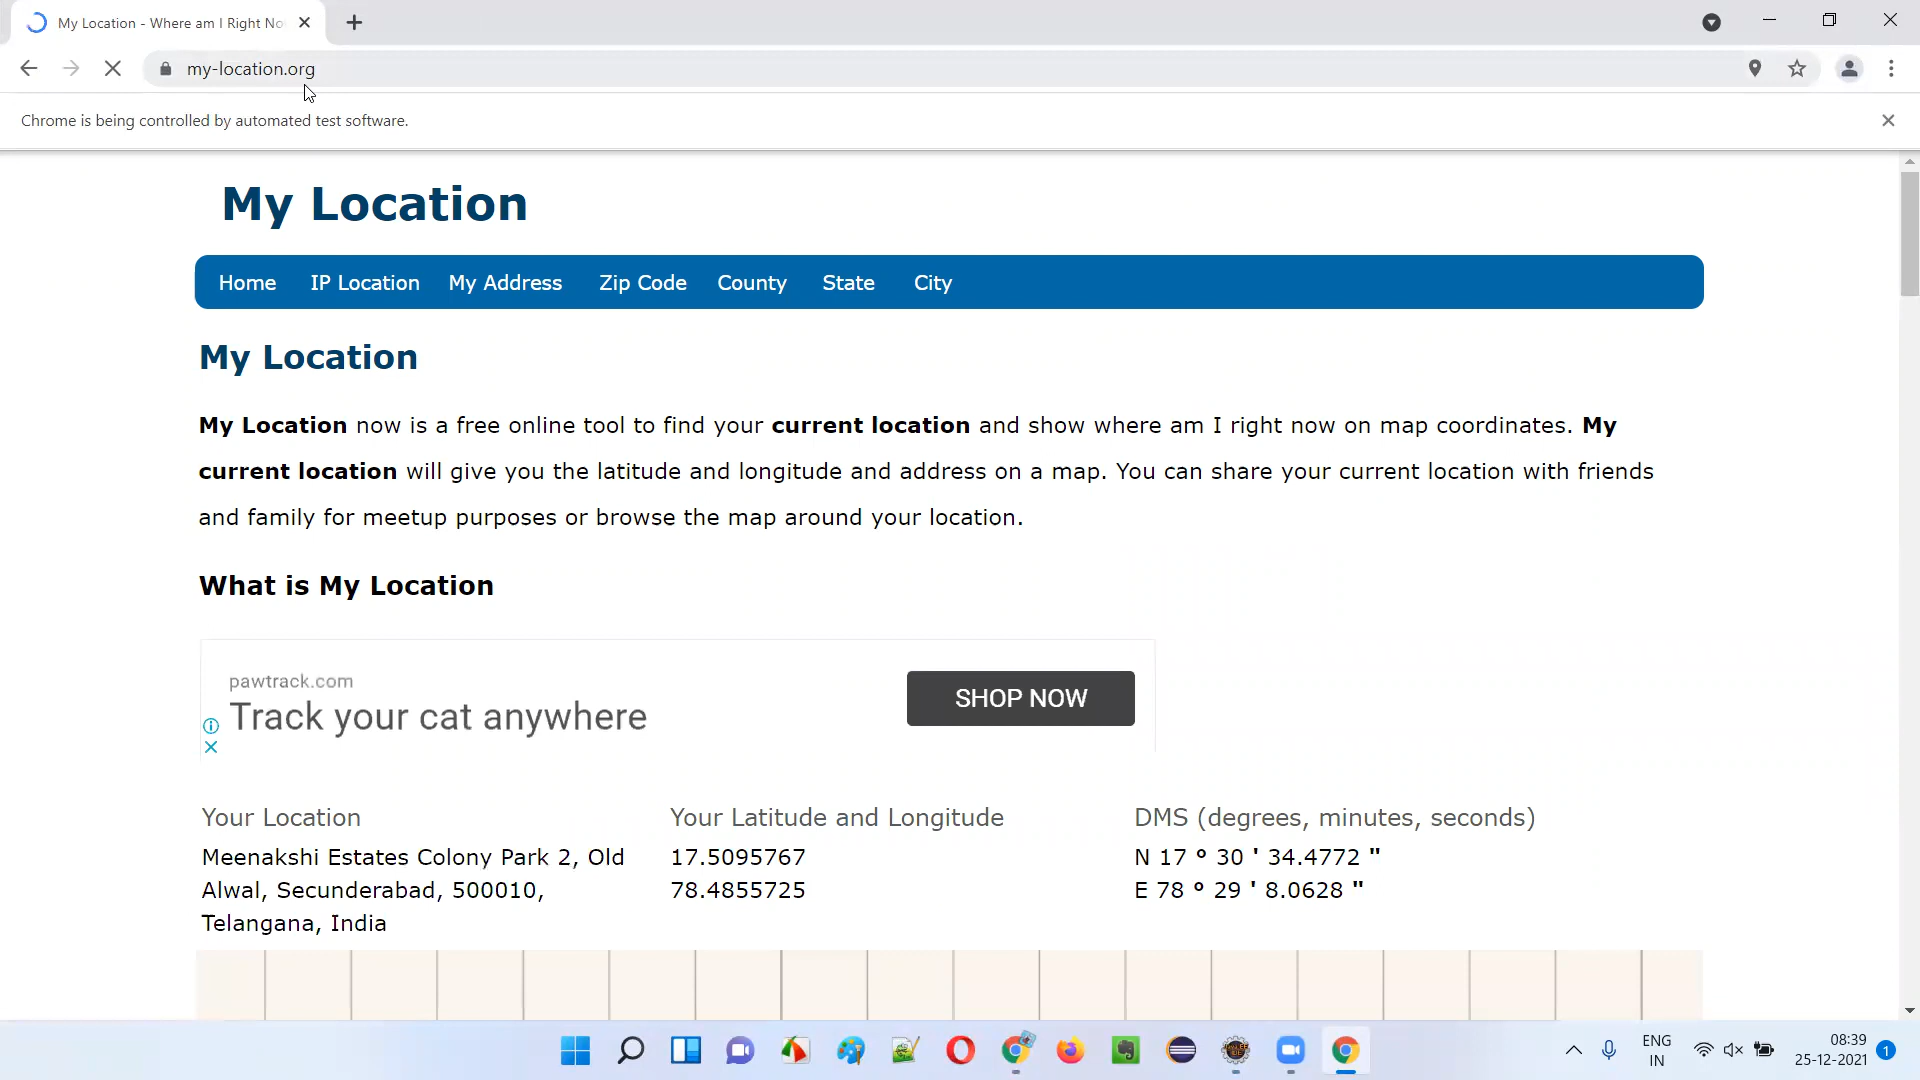 My Location - Where am I Right No
my-location.org
Chrome is being controlled by automated test software.
My Location
Home IP Location My Address Zip Code County State City
My Location
My Location now is a free online tool to find your current location and show where am I right now on map coordinates. My
current location will give you the latitude and longitude and address on a map. You can share your current location with friends
and family for meetup purposes or browse the map around your location.
What is My Location
pawtrack.com
Track your cat anywhere
SHOP NOW
Your Location Your Latitude and Longitude DMS (degrees, minutes, seconds)
Meenakshi Estates Colony Park 2, Old 17.5095767 N 17 º 30 ' 34.4772 "
Alwal, Secunderabad, 500010, 78.4855725 E 78 º 29 ' 8.0628 "
Telangana, India
ENG 08:39
IN 25-12-2021 1